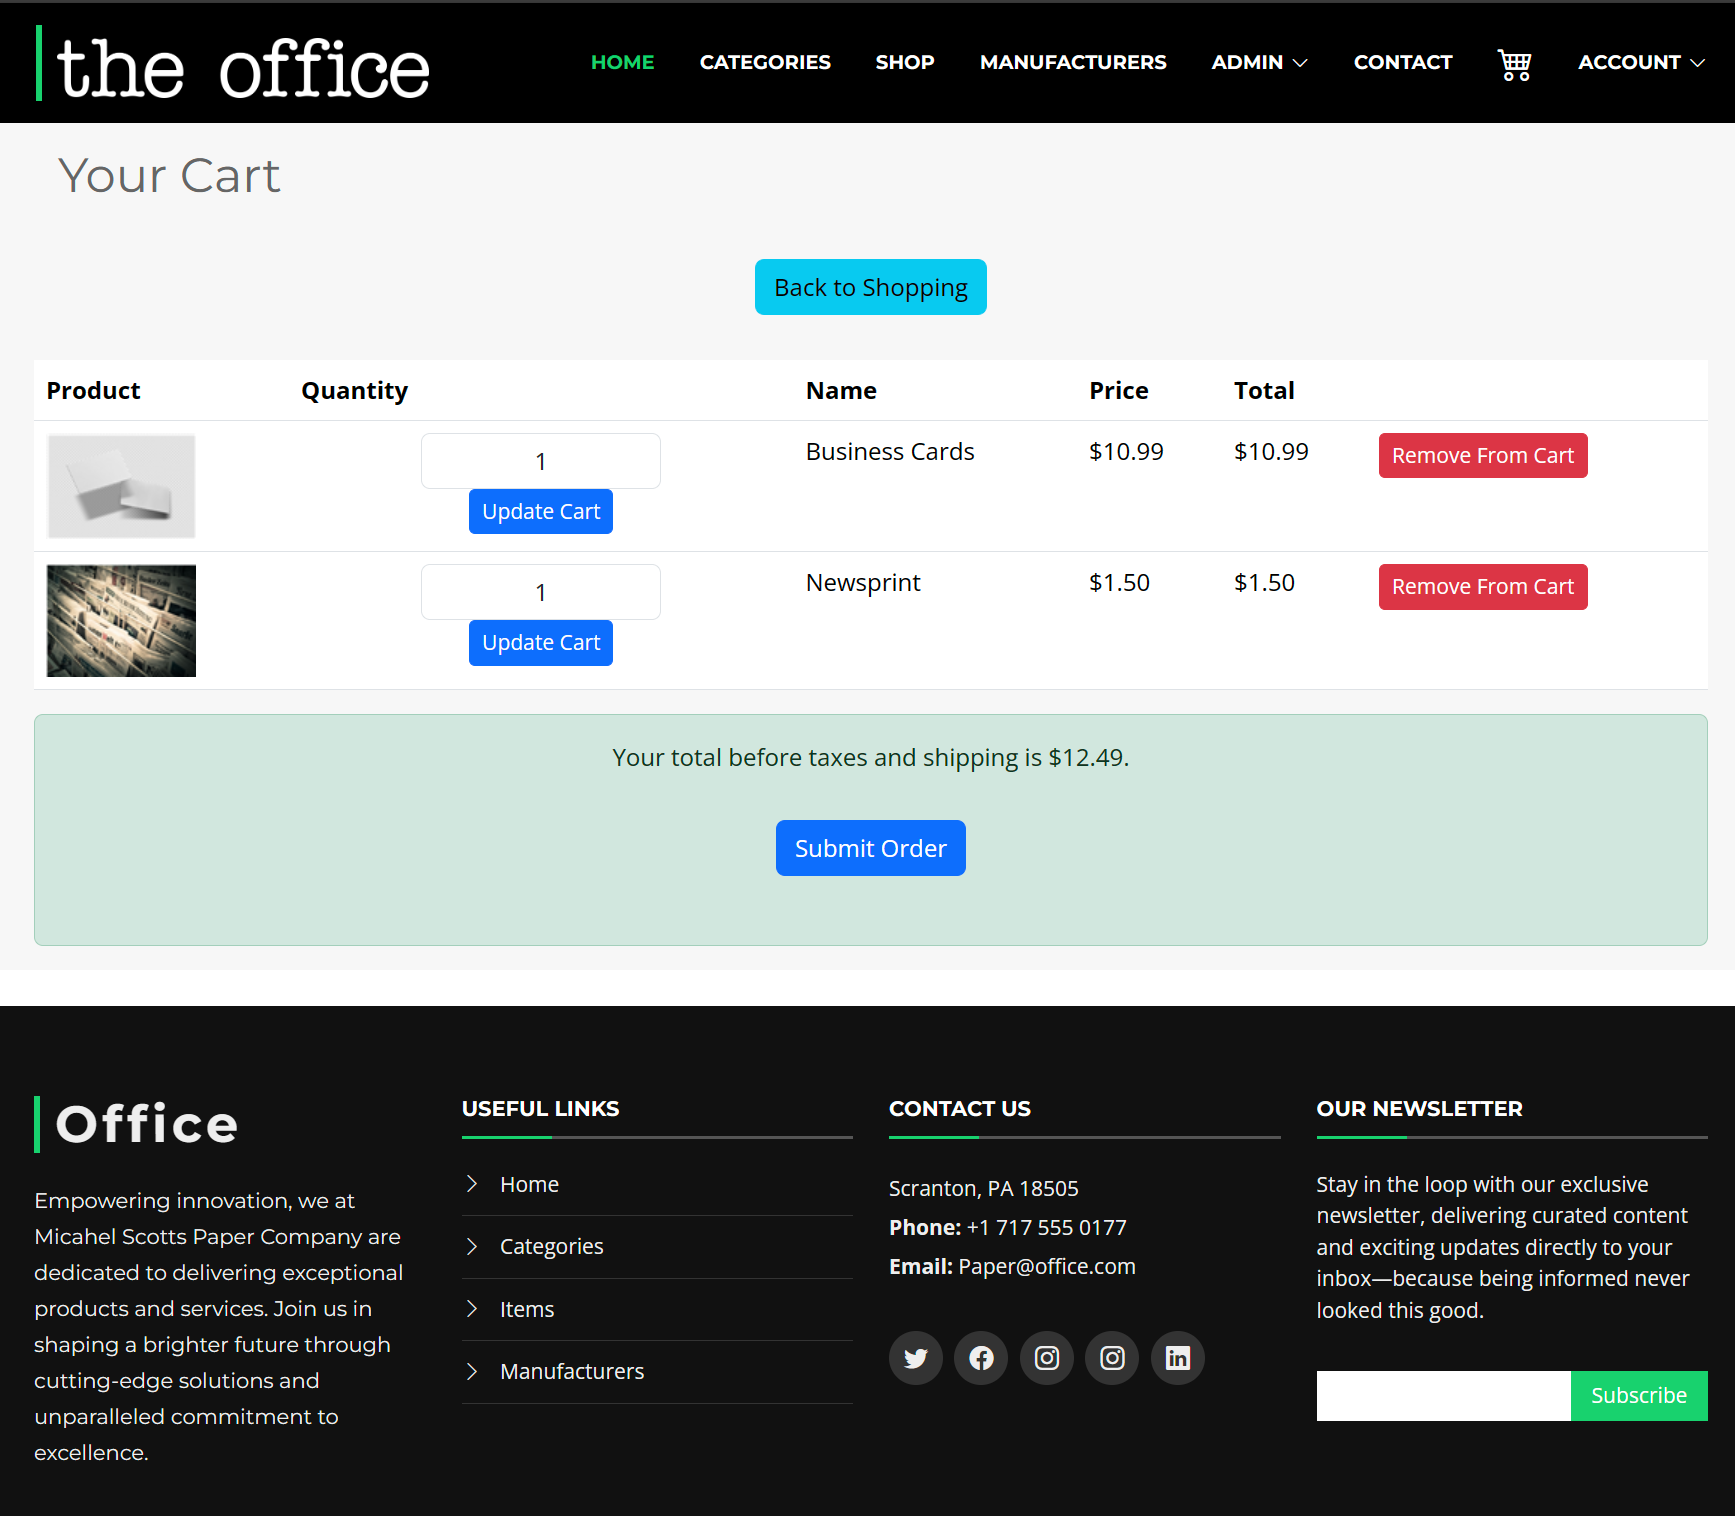 the office
HOME CATEGORIES SHOP MANUFACTURERS ADMIN CONTACT ACCOUNT
Your Cart
Back to Shopping
Product Quantity Name Price Total
1 Business Cards $10.99 $10.99 Remove From Cart
Update Cart
1 Newsprint $1.50 $1.50 Remove From Cart
Update Cart
Your total before taxes and shipping is $12.49.
Submit Order
Office
Empowering innovation, we at
Micahel Scotts Paper Company are
dedicated to delivering exceptional
products and services. Join us in
shaping a brighter future through
cutting-edge solutions and
unparalleled commitment to
excellence.
USEFUL LINKS
Home
Categories
Items
Manufacturers
CONTACT US
Scranton, PA 18505
Phone: +1 717 555 0177
Email: Paper@office.com
OUR NEWSLETTER
Stay in the loop with our exclusive
newsletter, delivering curated content
and exciting updates directly to your
inbox—because being informed never
looked this good.
Subscribe